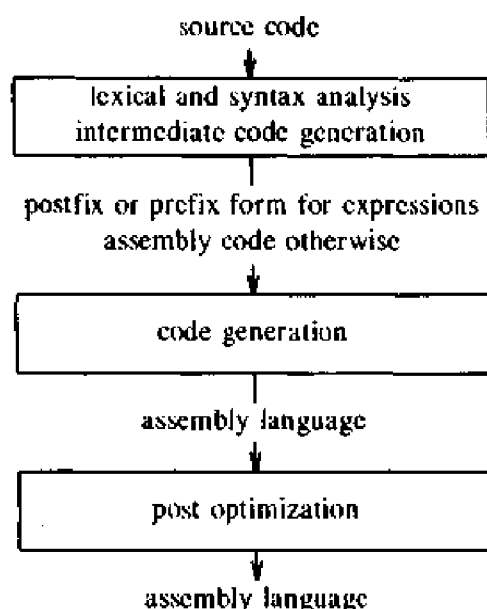 source code
lexical and syntax analysis
intermediate code generation
postfix or prefix form for expressions
assembly code otherwise
code generation
assembly language
post optimization
assembly language